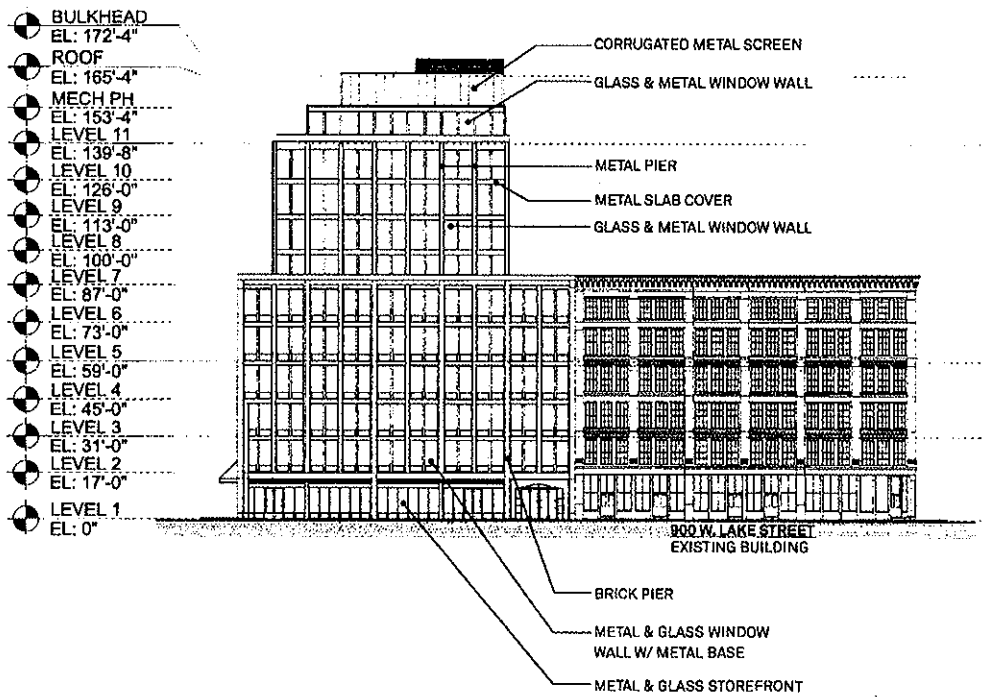 BULKHEAD
EL: 172'-4"
ROOF
EL: 165'-4"
MECH PH
EL: 153'-4"
LEVEL 11
EL: 139'-8"
LEVEL 10
EL: 126'-0"
LEVEL 9
EL: 113'-0"
LEVEL 8
EL: 100'-0"
LEVEL 7
EL: 87'-0"
LEVEL 6
EL: 73'-0"
LEVEL 5
EL: 59'-0"
LEVEL 4
EL: 45'-0"
LEVEL 3
EL: 31'-0"
LEVEL 2
EL: 17'-0"
LEVEL 1
EL: 0"
CORRUGATED METAL SCREEN
GLASS & METAL WINDOW WALL
METAL PIER
METAL SLAB COVER
GLASS & METAL WINDOW WALL
900 W. LAKE STREET
EXISTING BUILDING
BRICK PIER
METAL & GLASS WINDOW
WALL W/ METAL BASE
METAL & GLASS STOREFRONT